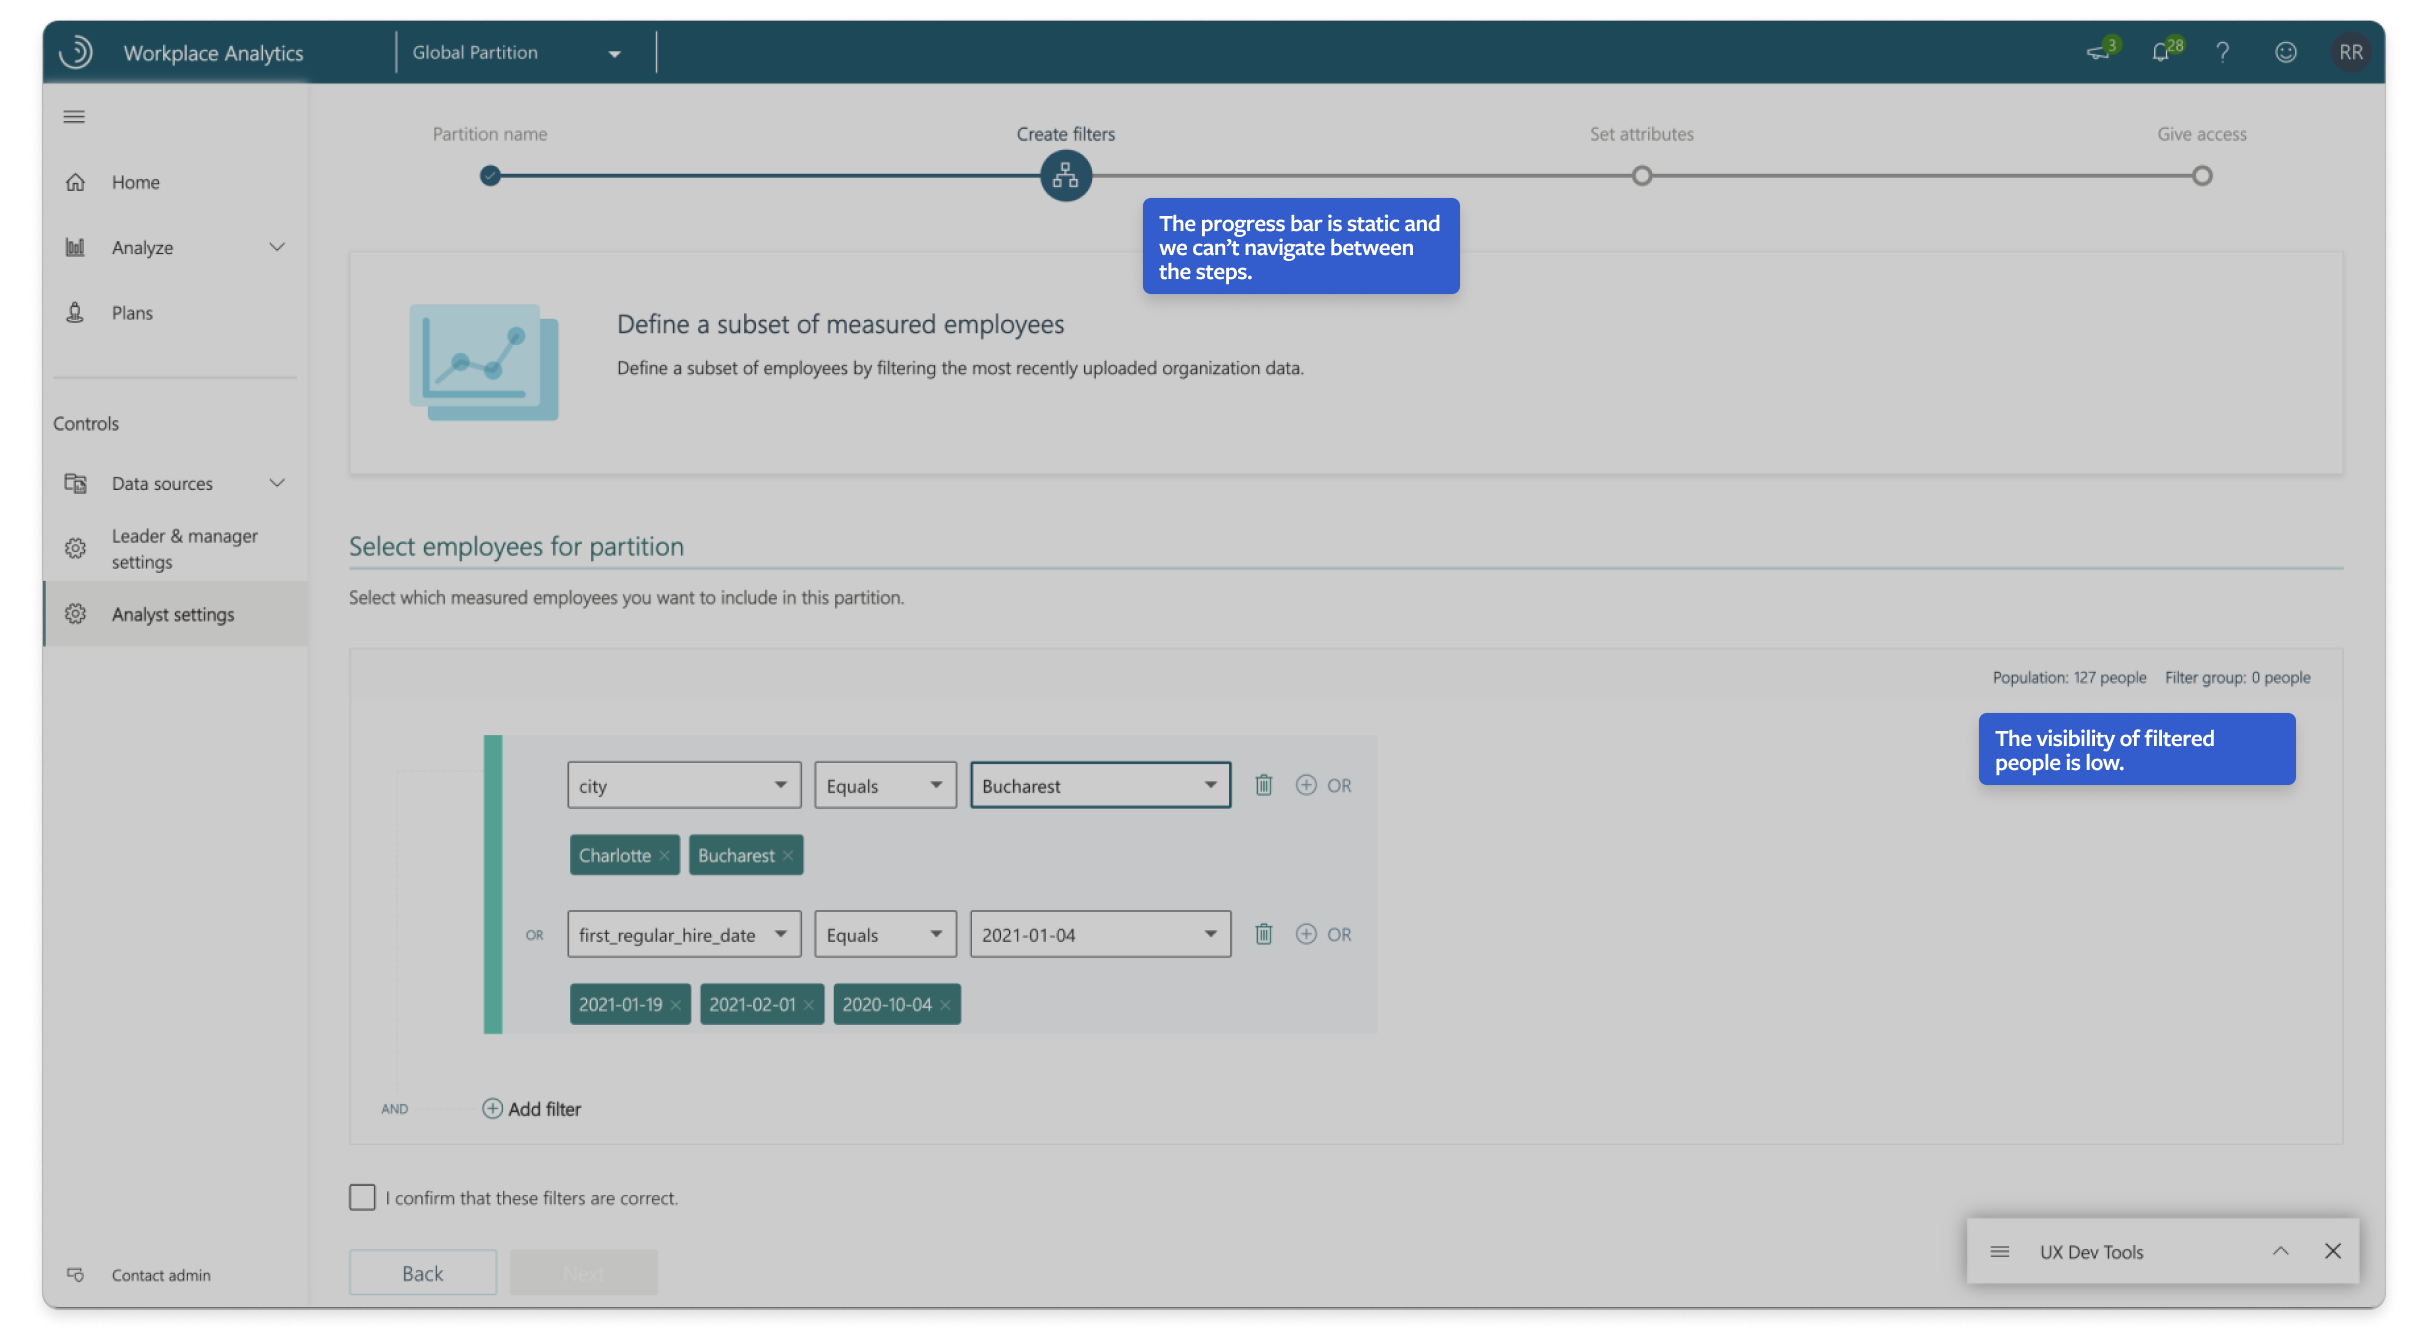 Workplace Analytics
Global Partition
3
28
?
RR
Partition name
Create filters
Set attributes
Give access
The progress bar is static and
we can't navigate between
the steps.
Home
Analyze
Plans
Controls
Data sources
Leader & manager
settings
Analyst settings
Contact admin
Define a subset of measured employees
Define a subset of employees by filtering the most recently uploaded organization data.
Select employees for partition
Select which measured employees you want to include in this partition.
Population: 127 people Filter group: 0 people
The visibility of filtered
people is low.
city Equals Bucharest OR
Charlotte Bucharest
OR first_regular_hire_date Equals 2021-01-04 OR
2021-01-19 2021-02-01 2020-10-04
AND Add filter
I confirm that these filters are correct.
Back Next
UX Dev Tools